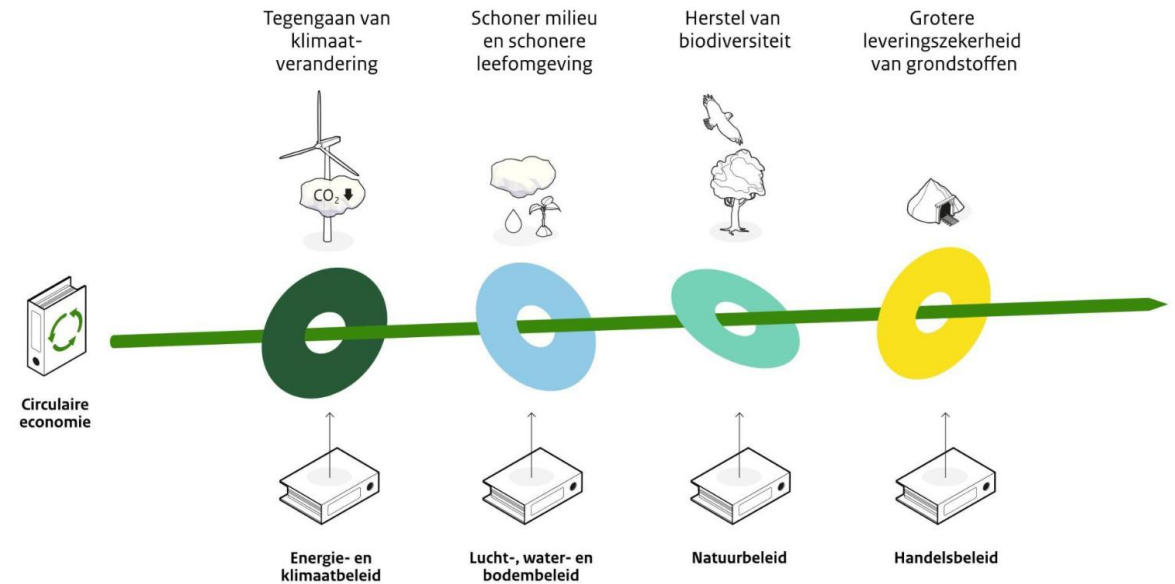 Tegengaan van
klimaat-
verandering
Schoner milieu
en schonere
leefomgeving
Herstel van
biodiversiteit
Grotere
leveringszekerheid
van grondstoffen
CO₂
Circulaire
economie
Energie- en
klimaatbeleid
Lucht-, water- en
bodembeleid
Natuurbeleid
Handelsbeleid